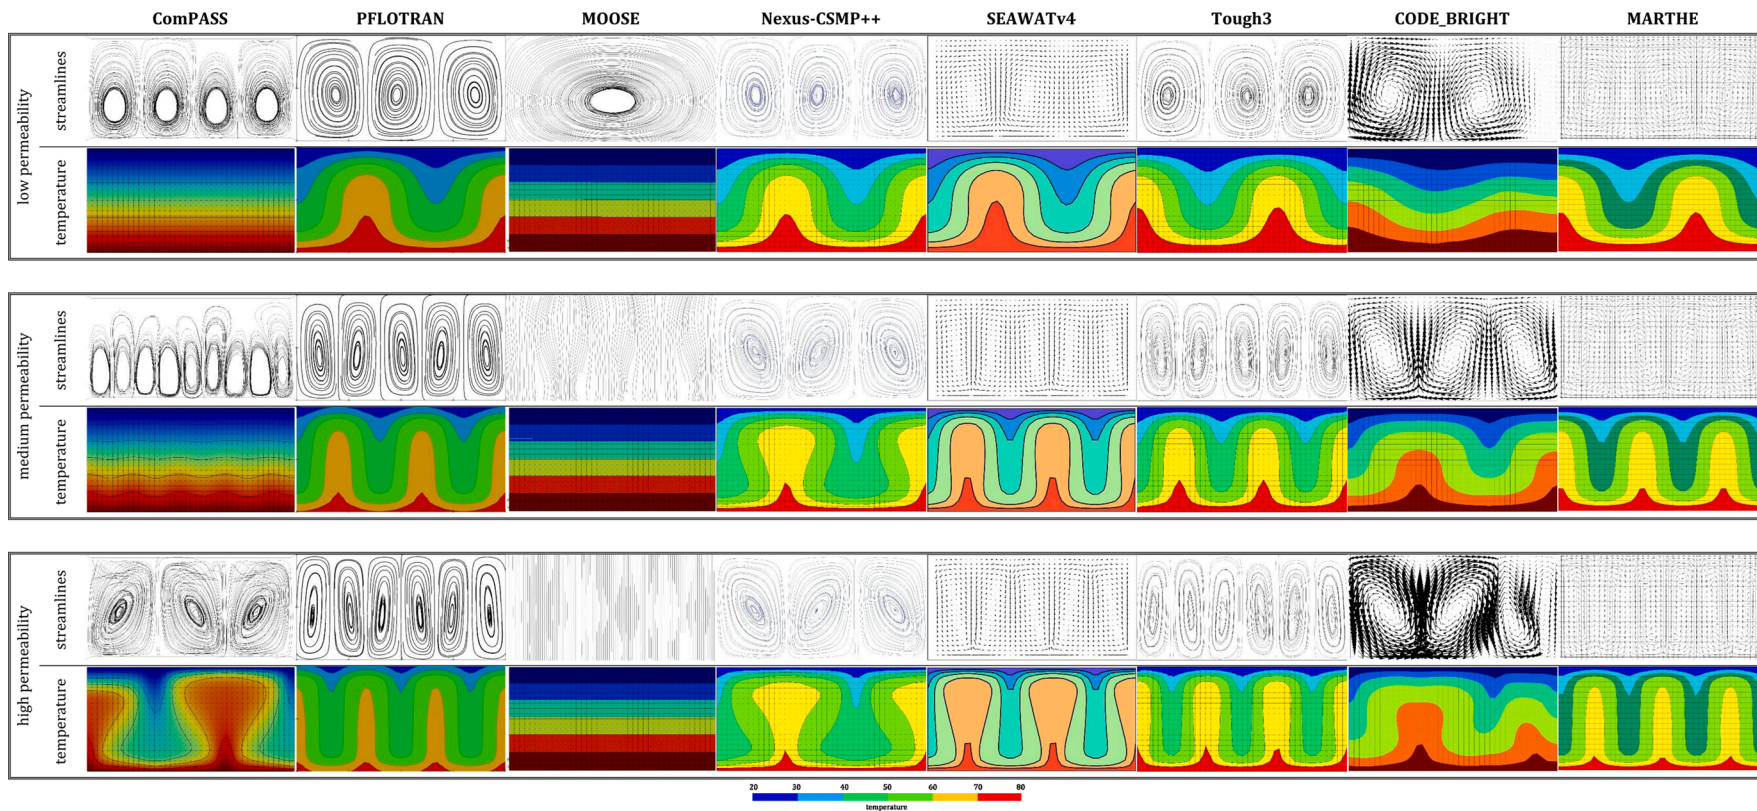 ComPASS PFLOTRAN MOOSE Nexus-CSMP++ SEAWATv4 Tough3 CODE_BRIGHT MARTHE
low permeability
streamlines
temperature
medium permeability
streamlines
temperature
high permeability
streamlines
temperature
20 30 40 50 60 70 80
temperature